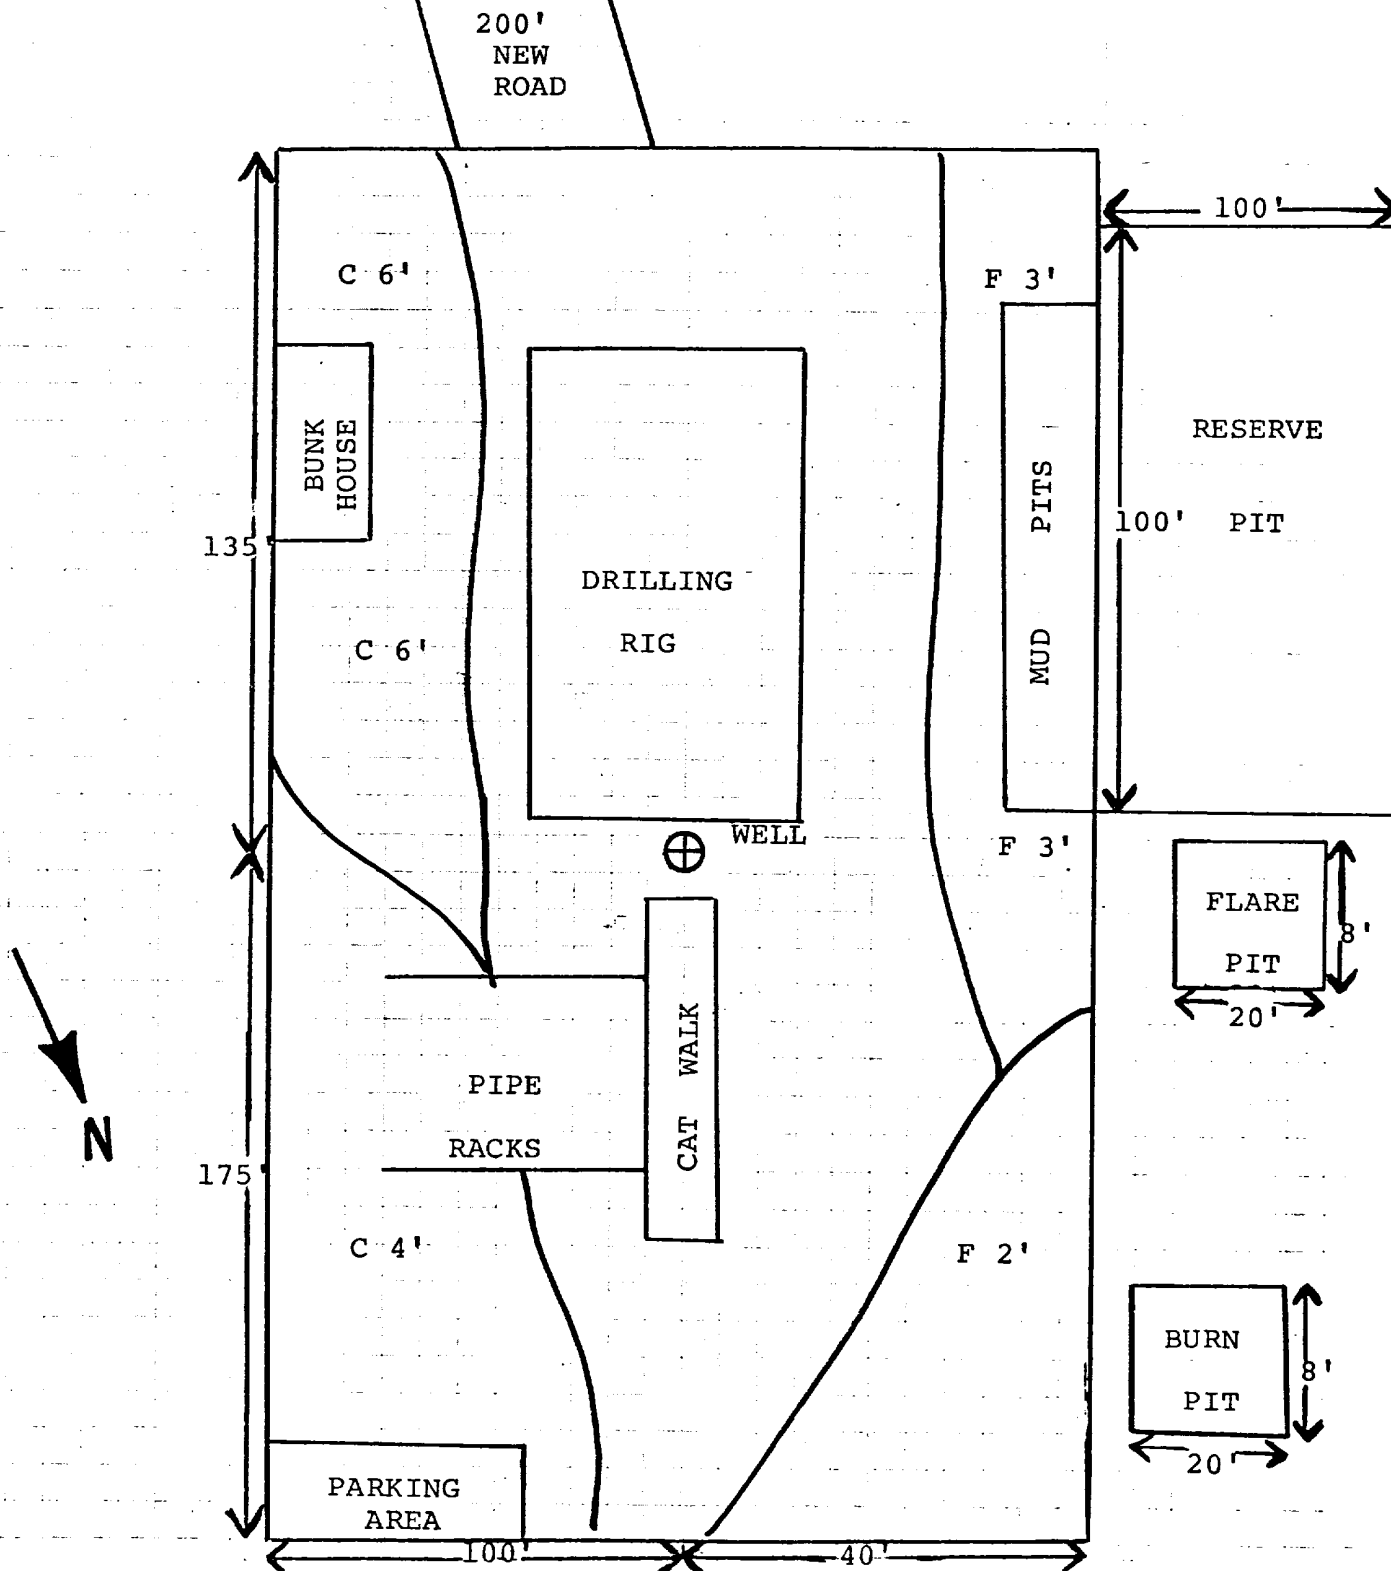 200'
NEW
ROAD
100'
C 6'
F 3'
BUNK
HOUSE
RESERVE
PIT
MUD PITS
100'
135'
DRILLING
RIG
C 6'
WELL
F 3'
FLARE
PIT
8'
20'
CAT WALK
PIPE
RACKS
N
175'
C 4'
F 2'
BURN
PIT
8'
20'
PARKING
AREA
100'
40'